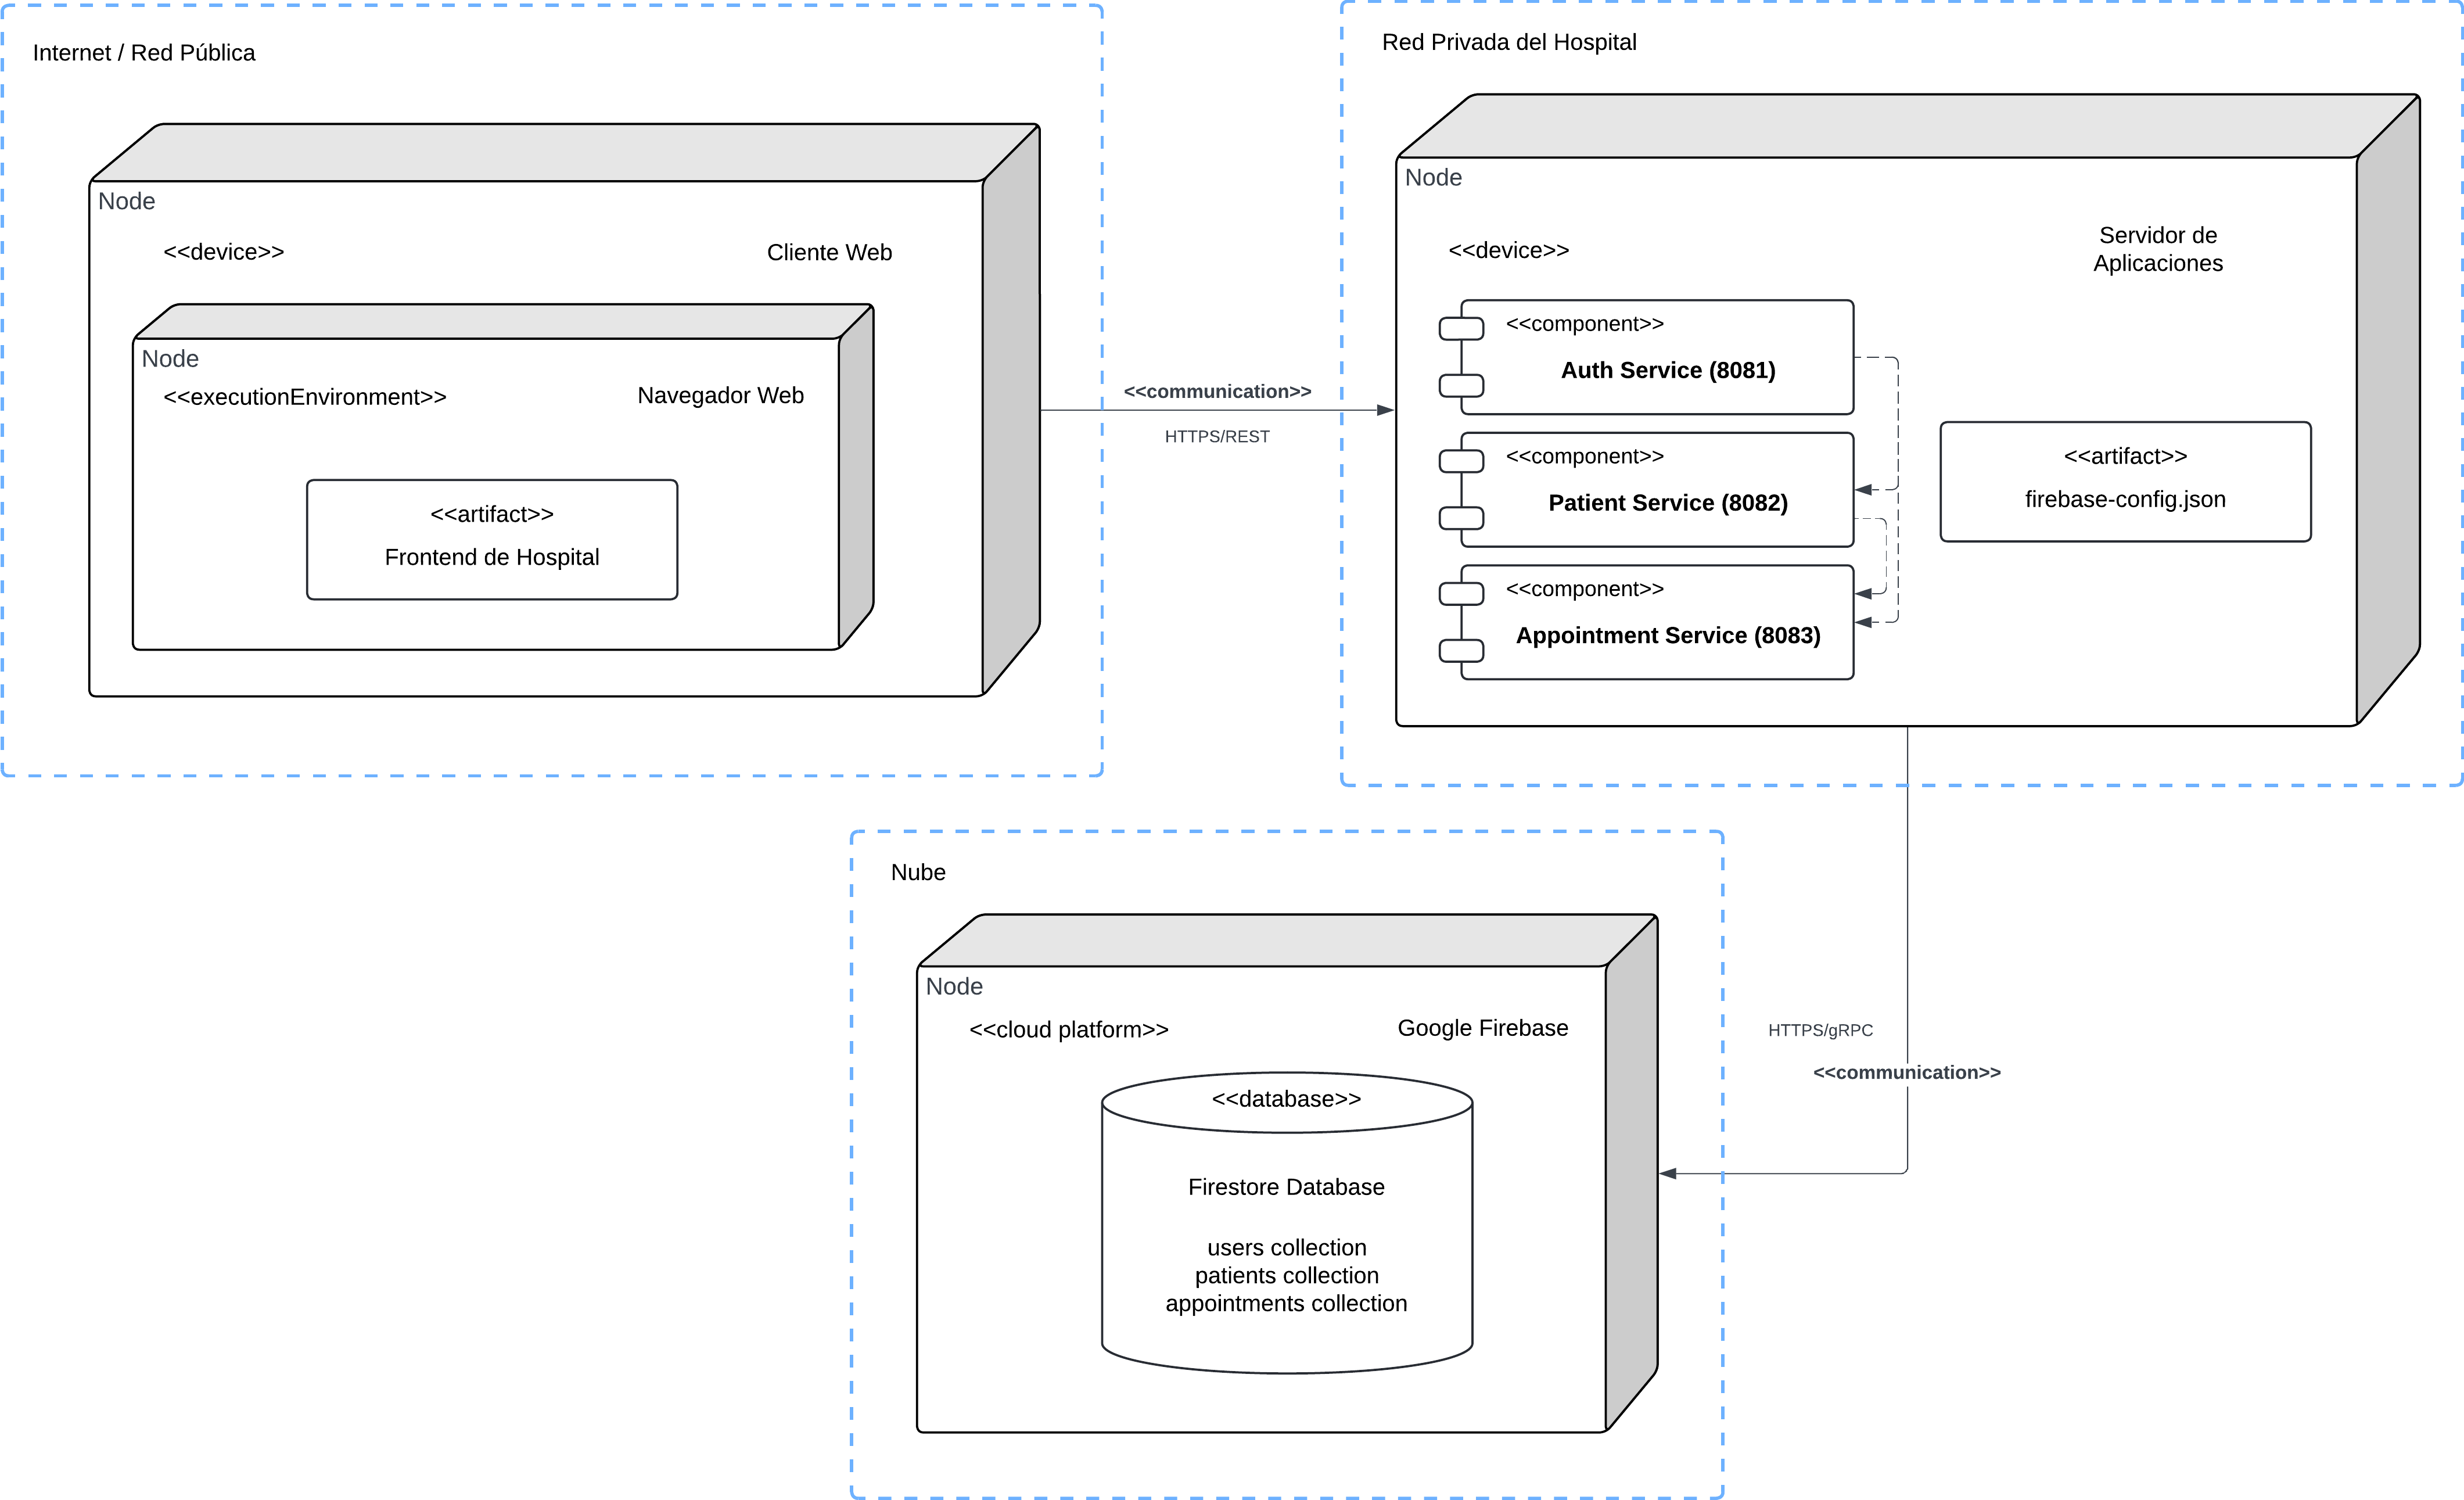 Internet / Red Pública
Node
<<device>>
Cliente Web
Node
<<executionEnvironment>>
Navegador Web
<<artifact>>
Frontend de Hospital
<<communication>>
HTTPS/REST
Red Privada del Hospital
Node
<<device>>
Servidor de
Aplicaciones
<<component>>
Auth Service (8081)
<<component>>
Patient Service (8082)
<<component>>
Appointment Service (8083)
<<artifact>>
firebase-config.json
HTTPS/gRPC
<<communication>>
Nube
Node
<<cloud platform>>
Google Firebase
<<database>>
Firestore Database
users collection
patients collection
appointments collection